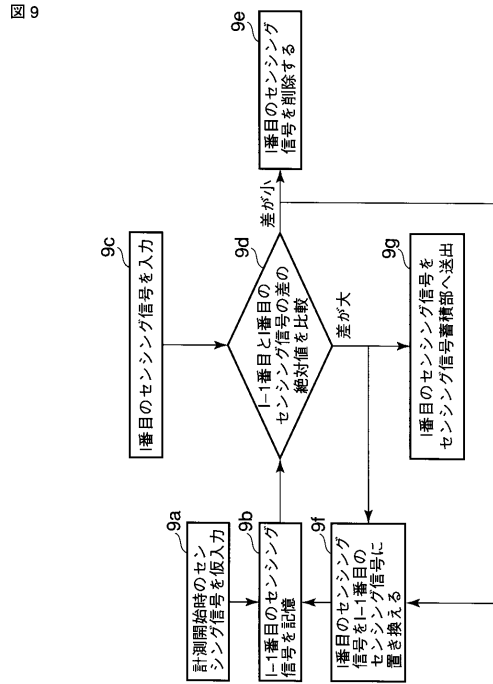 図9
9a
計測開始時のセン
シング信号を仮入力
9b
I−1番目のセンシング
信号を記憶
9c
I番目のセンシング信号を入力
9d
I−1番目とI番目の
センシング信号の差の
絶対値を比較
差が小
差が大
9e
I番目のセンシング
信号を削除する
9f
I番目のセンシング
信号をI−1番目の
センシング信号に
置き換える
9g
I番目のセンシング信号を
センシング信号蓄積部へ送出